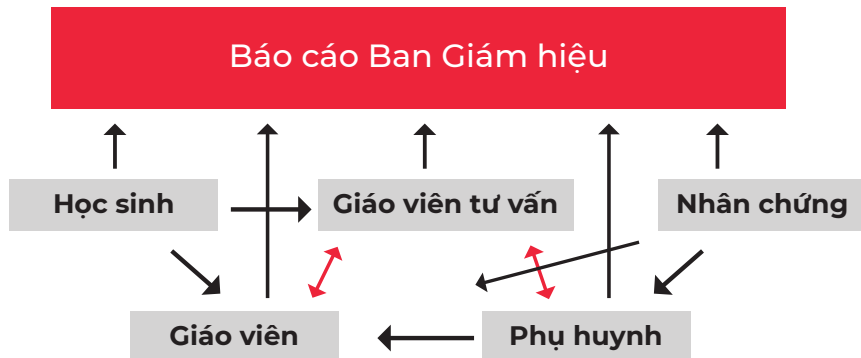 Báo cáo Ban Giám hiệu
Học sinh
Giáo viên tư vấn
Nhân chứng
Giáo viên
Phụ huynh